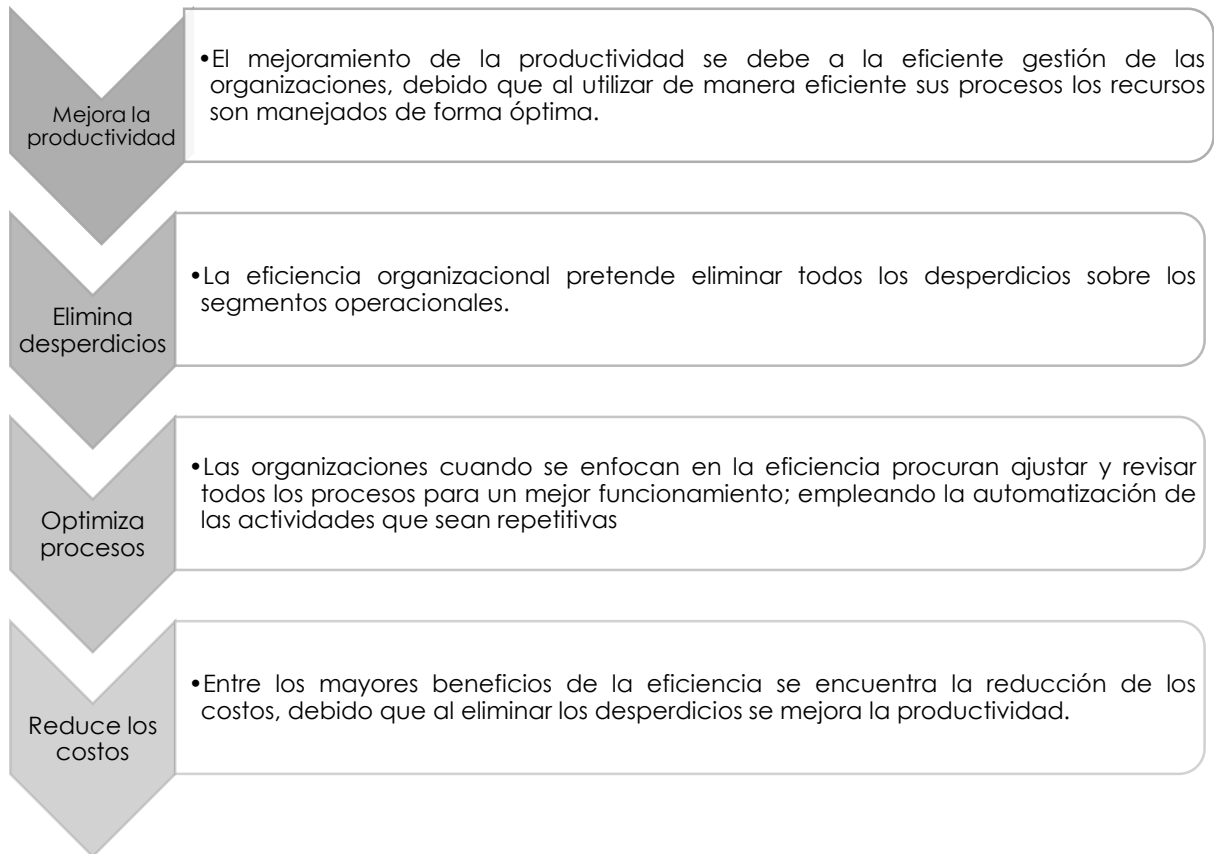 Mejora la
productividad
•El mejoramiento de la productividad se debe a la eficiente gestión de las
organizaciones, debido que al utilizar de manera eficiente sus procesos los recursos
son manejados de forma óptima.
Elimina
desperdicios
•La eficiencia organizacional pretende eliminar todos los desperdicios sobre los
segmentos operacionales.
Optimiza
procesos
•Las organizaciones cuando se enfocan en la eficiencia procuran ajustar y revisar
todos los procesos para un mejor funcionamiento; empleando la automatización de
las actividades que sean repetitivas
Reduce los
costos
•Entre los mayores beneficios de la eficiencia se encuentra la reducción de los
costos, debido que al eliminar los desperdicios se mejora la productividad.